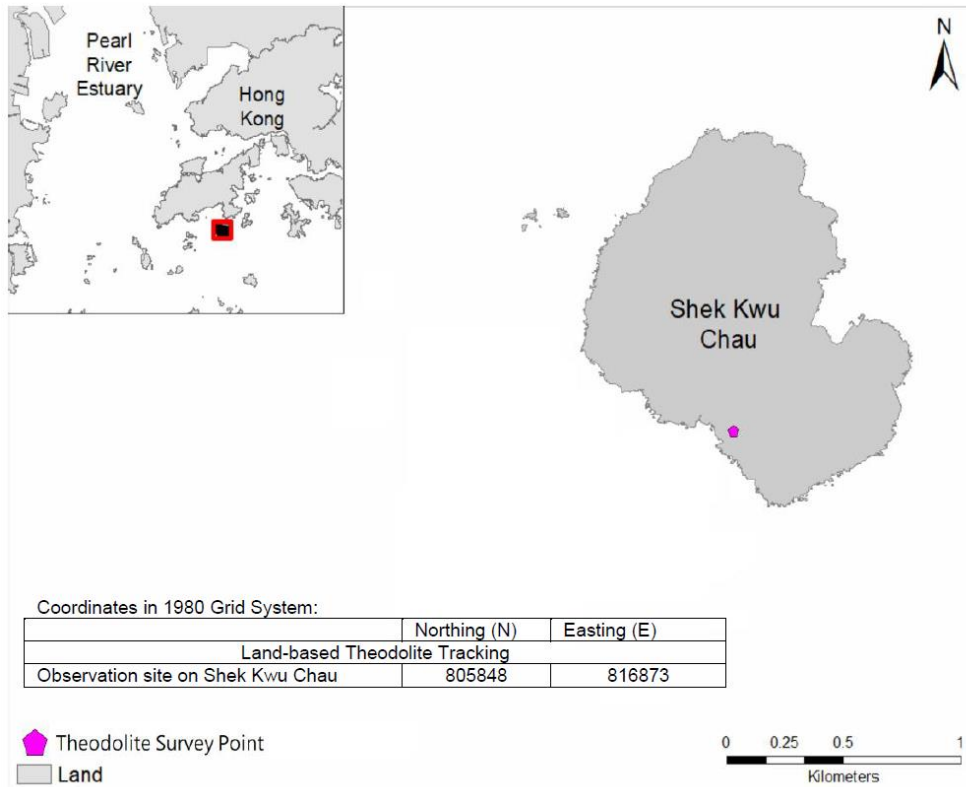 Pearl
River
Estuary
Hong
Kong
N
Shek Kwu
Chau
Coordinates in 1980 Grid System:
Northing (N) Easting (E)
Land-based Theodolite Tracking
Observation site on Shek Kwu Chau 805848 816873
Theodolite Survey Point
Land
0 0.25 0.5 1
Kilometers